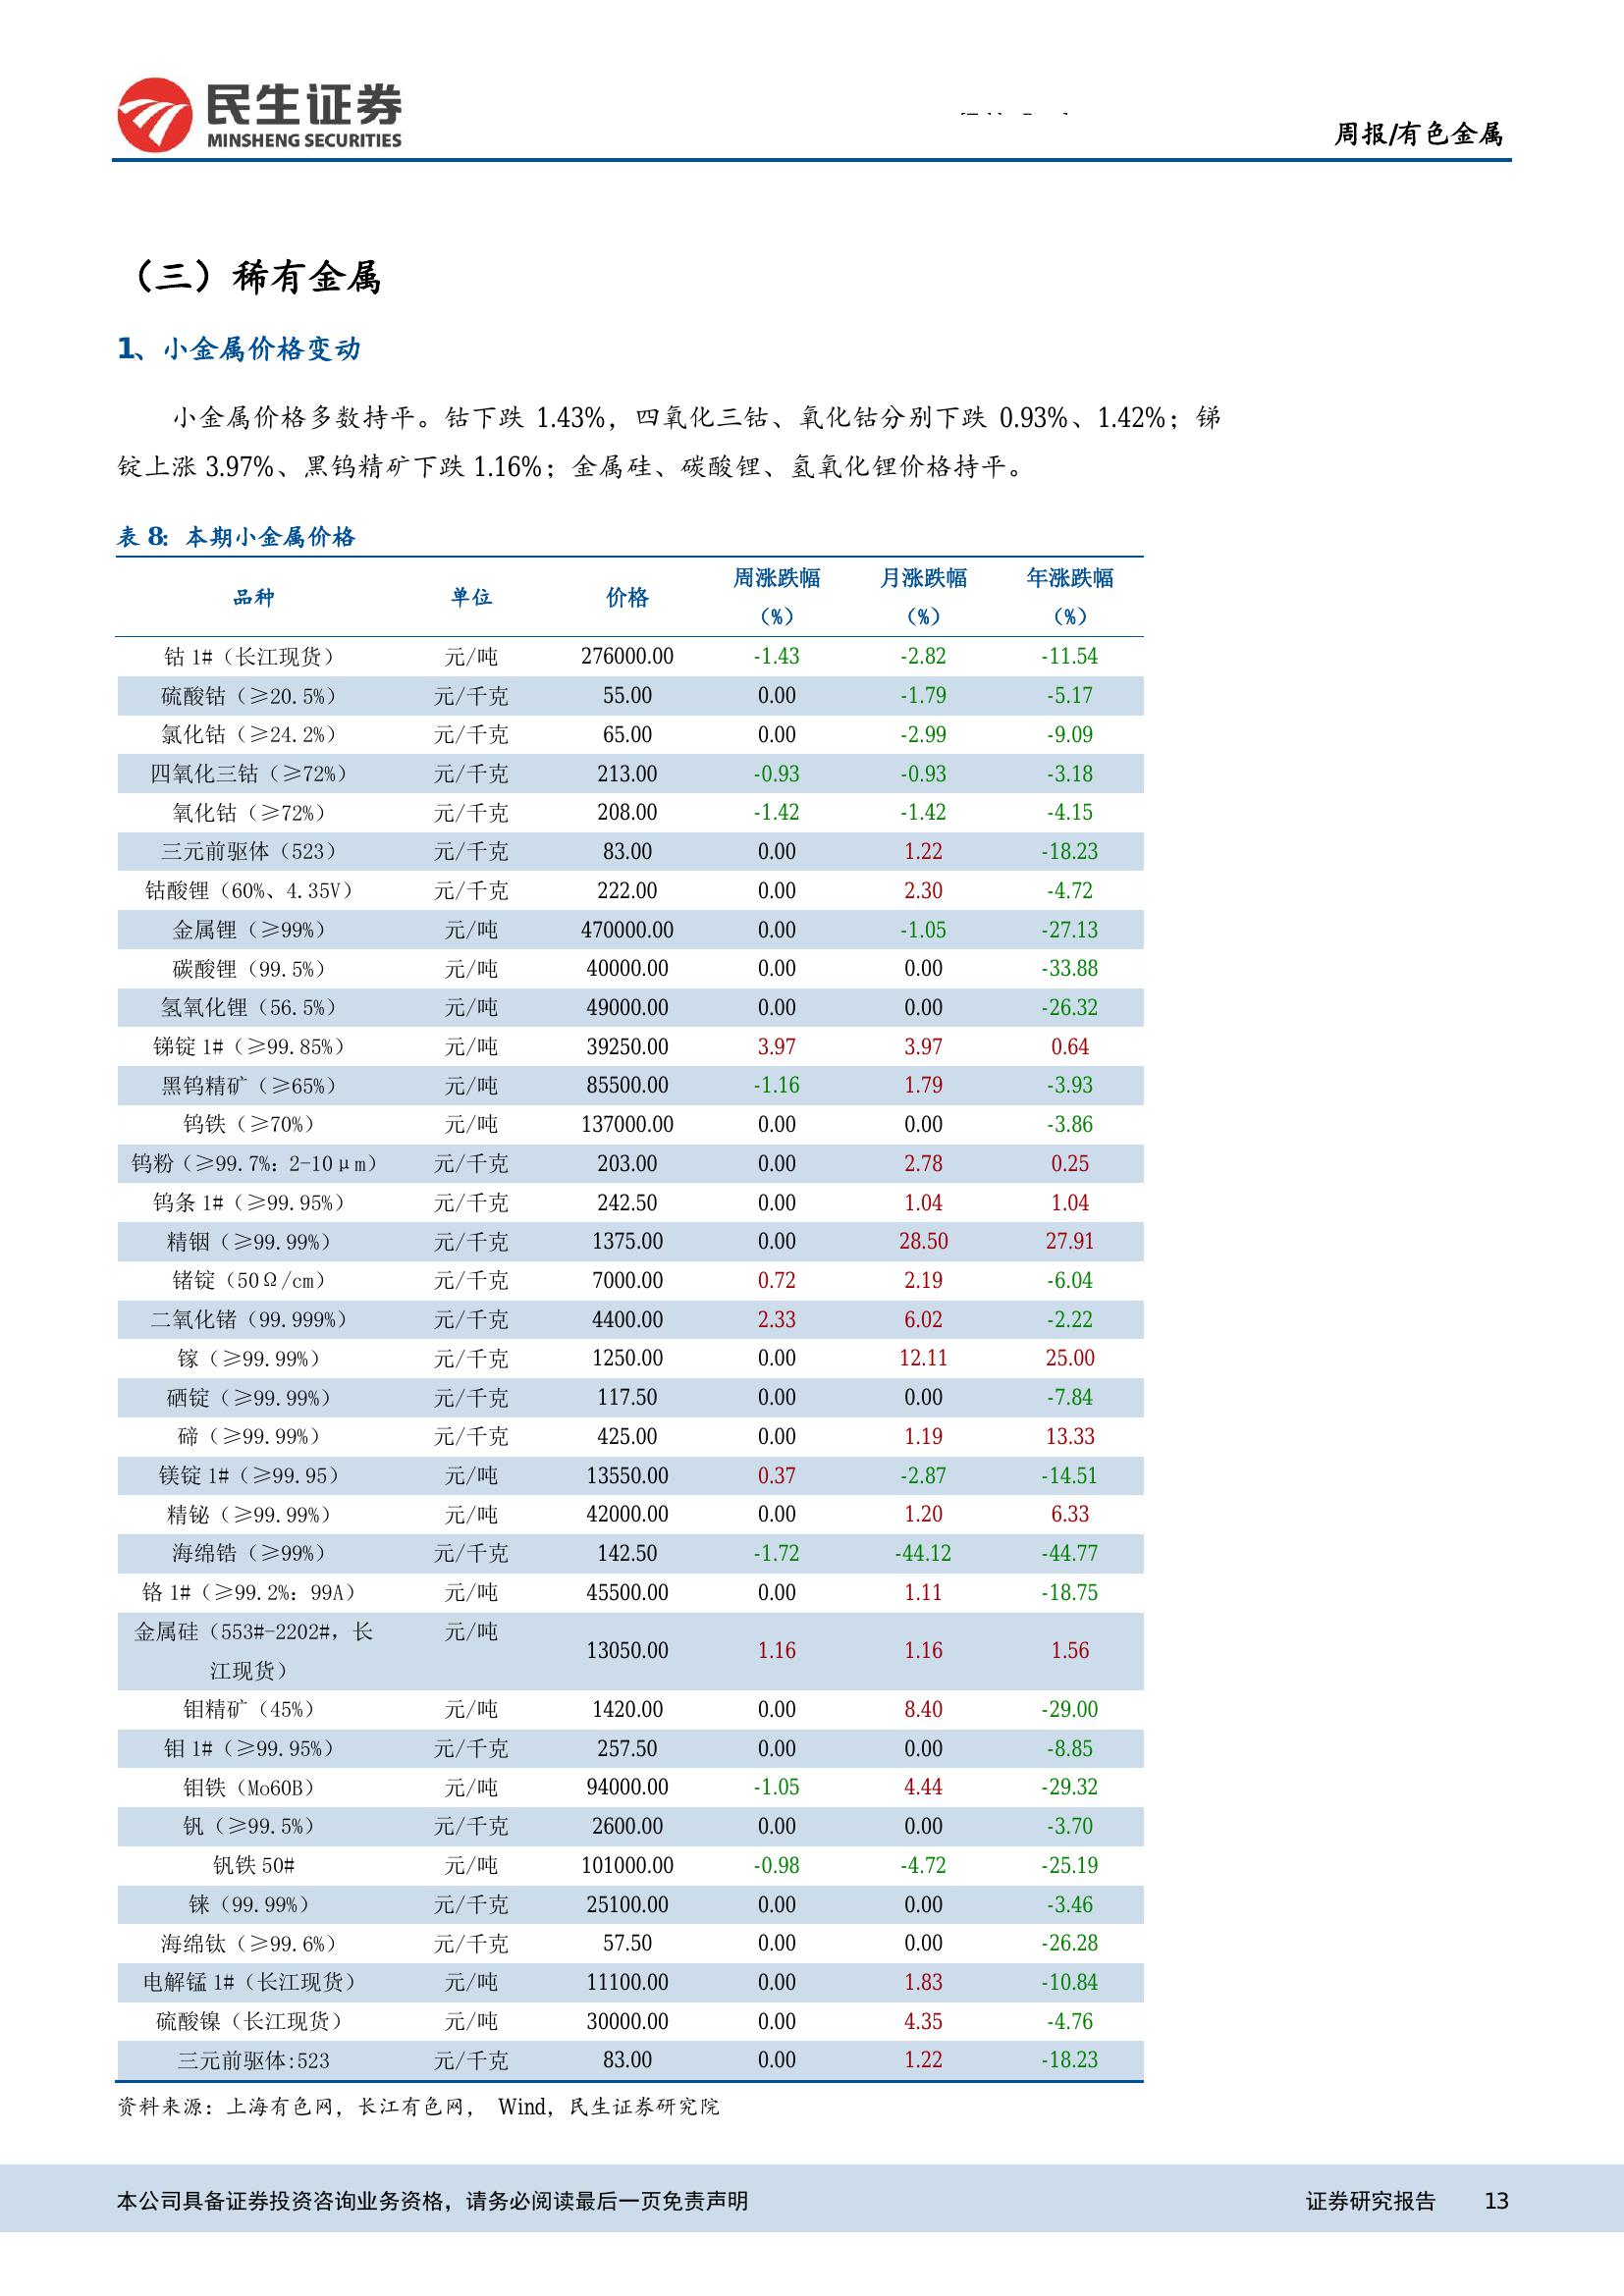 民生证券
MINSHENG SECURITIES
周报/有色金属
（三）稀有金属
1、小金属价格变动
小金属价格多数持平。钴下跌 1.43%，四氧化三钴、氧化钴分别下跌 0.93%、1.42%；锑
锭上涨 3.97%、黑钨精矿下跌 1.16%；金属硅、碳酸锂、氢氧化锂价格持平。
表 8：本期小金属价格
品种 单位 价格 周涨跌幅（%） 月涨跌幅（%） 年涨跌幅（%）
钴 1#（长江现货） 元/吨 276000.00 -1.43 -2.82 -11.54
硫酸钴（≥20.5%） 元/千克 55.00 0.00 -1.79 -5.17
氯化钴（≥24.2%） 元/千克 65.00 0.00 -2.99 -9.09
四氧化三钴（≥72%） 元/千克 213.00 -0.93 -0.93 -3.18
氧化钴（≥72%） 元/千克 208.00 -1.42 -1.42 -4.15
三元前驱体（523） 元/千克 83.00 0.00 1.22 -18.23
钴酸锂（60%、4.35V） 元/千克 222.00 0.00 2.30 -4.72
金属锂（≥99%） 元/吨 470000.00 0.00 -1.05 -27.13
碳酸锂（99.5%） 元/吨 40000.00 0.00 0.00 -33.88
氢氧化锂（56.5%） 元/吨 49000.00 0.00 0.00 -26.32
锑锭 1#（≥99.85%） 元/吨 39250.00 3.97 3.97 0.64
黑钨精矿（≥65%） 元/吨 85500.00 -1.16 1.79 -3.93
钨铁（≥70%） 元/吨 137000.00 0.00 0.00 -3.86
钨粉（≥99.7%：2-10μm） 元/千克 203.00 0.00 2.78 0.25
钨条 1#（≥99.95%） 元/千克 242.50 0.00 1.04 1.04
精铟（≥99.99%） 元/千克 1375.00 0.00 28.50 27.91
锗锭（50Ω/cm） 元/千克 7000.00 0.72 2.19 -6.04
二氧化锗（99.999%） 元/千克 4400.00 2.33 6.02 -2.22
镓（≥99.99%） 元/千克 1250.00 0.00 12.11 25.00
硒锭（≥99.99%） 元/千克 117.50 0.00 0.00 -7.84
碲（≥99.99%） 元/千克 425.00 0.00 1.19 13.33
镁锭 1#（≥99.95） 元/吨 13550.00 0.37 -2.87 -14.51
精铋（≥99.99%） 元/吨 42000.00 0.00 1.20 6.33
海绵锆（≥99%） 元/千克 142.50 -1.72 -44.12 -44.77
铬 1#（≥99.2%：99A） 元/吨 45500.00 0.00 1.11 -18.75
金属硅（553#-2202#，长江现货） 元/吨 13050.00 1.16 1.16 1.56
钼精矿（45%） 元/吨 1420.00 0.00 8.40 -29.00
钼 1#（≥99.95%） 元/千克 257.50 0.00 0.00 -8.85
钼铁（Mo60B） 元/吨 94000.00 -1.05 4.44 -29.32
钒（≥99.5%） 元/千克 2600.00 0.00 0.00 -3.70
钒铁 50# 元/吨 101000.00 -0.98 -4.72 -25.19
铼（99.99%） 元/千克 25100.00 0.00 0.00 -3.46
海绵钛（≥99.6%） 元/千克 57.50 0.00 0.00 -26.28
电解锰 1#（长江现货） 元/吨 11100.00 0.00 1.83 -10.84
硫酸镍（长江现货） 元/吨 30000.00 0.00 4.35 -4.76
三元前驱体:523 元/千克 83.00 0.00 1.22 -18.23
资料来源：上海有色网，长江有色网， Wind，民生证券研究院
本公司具备证券投资咨询业务资格，请务必阅读最后一页免责声明 证券研究报告 13